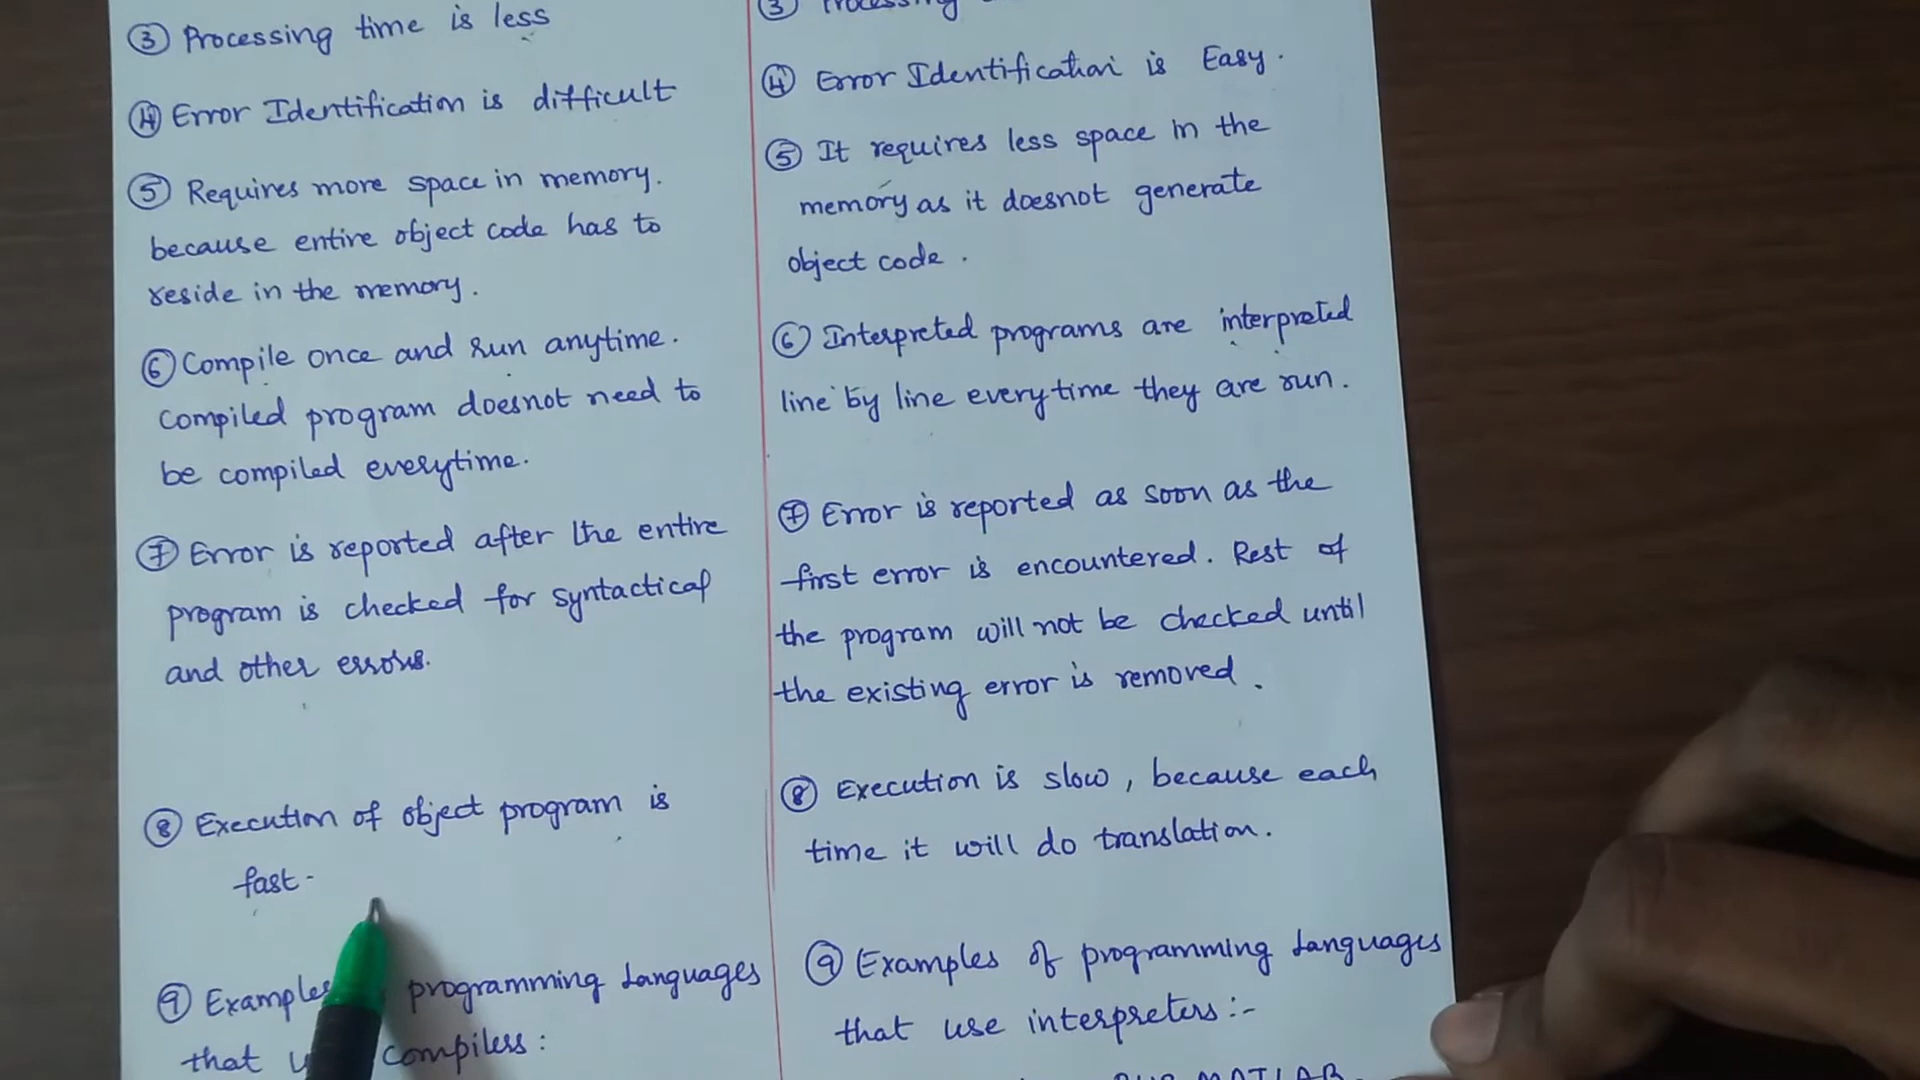 ③ Processing time is less
④ Error Identification is difficult
⑤ Requires more space in memory.
because entire object code has to
reside in the memory.
⑥ Compile once and run anytime.
Compiled program doesnot need to
be compiled everytime.
⑦ Error is reported after the entire
program is checked for syntactical
and other errors.
⑧ Execution of object program is
fast-
⑨ Examples programming languages
that compiless:
③ Processing
④ Error Identification is Easy.
⑤ It requires less space in the
memory as it doesnot generate
object code.
⑥ Interpreted programs are interpreted
line by line everytime they are run.
⑦ Error is reported as soon as the
first error is encountered. Rest of
the program will not be checked until
the existing error is removed.
⑧ Execution is slow, because each
time it will do translation.
⑨ Examples of programming languages
that use interpreters:-
MATLAB